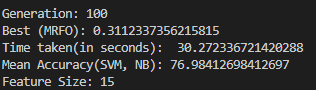 Generation: 100
Best (MRFO): 0.3112337356215815
Time taken(in seconds):  30.272336721420288
Mean Accuracy(SVM, NB): 76.98412698412697
Feature Size: 15